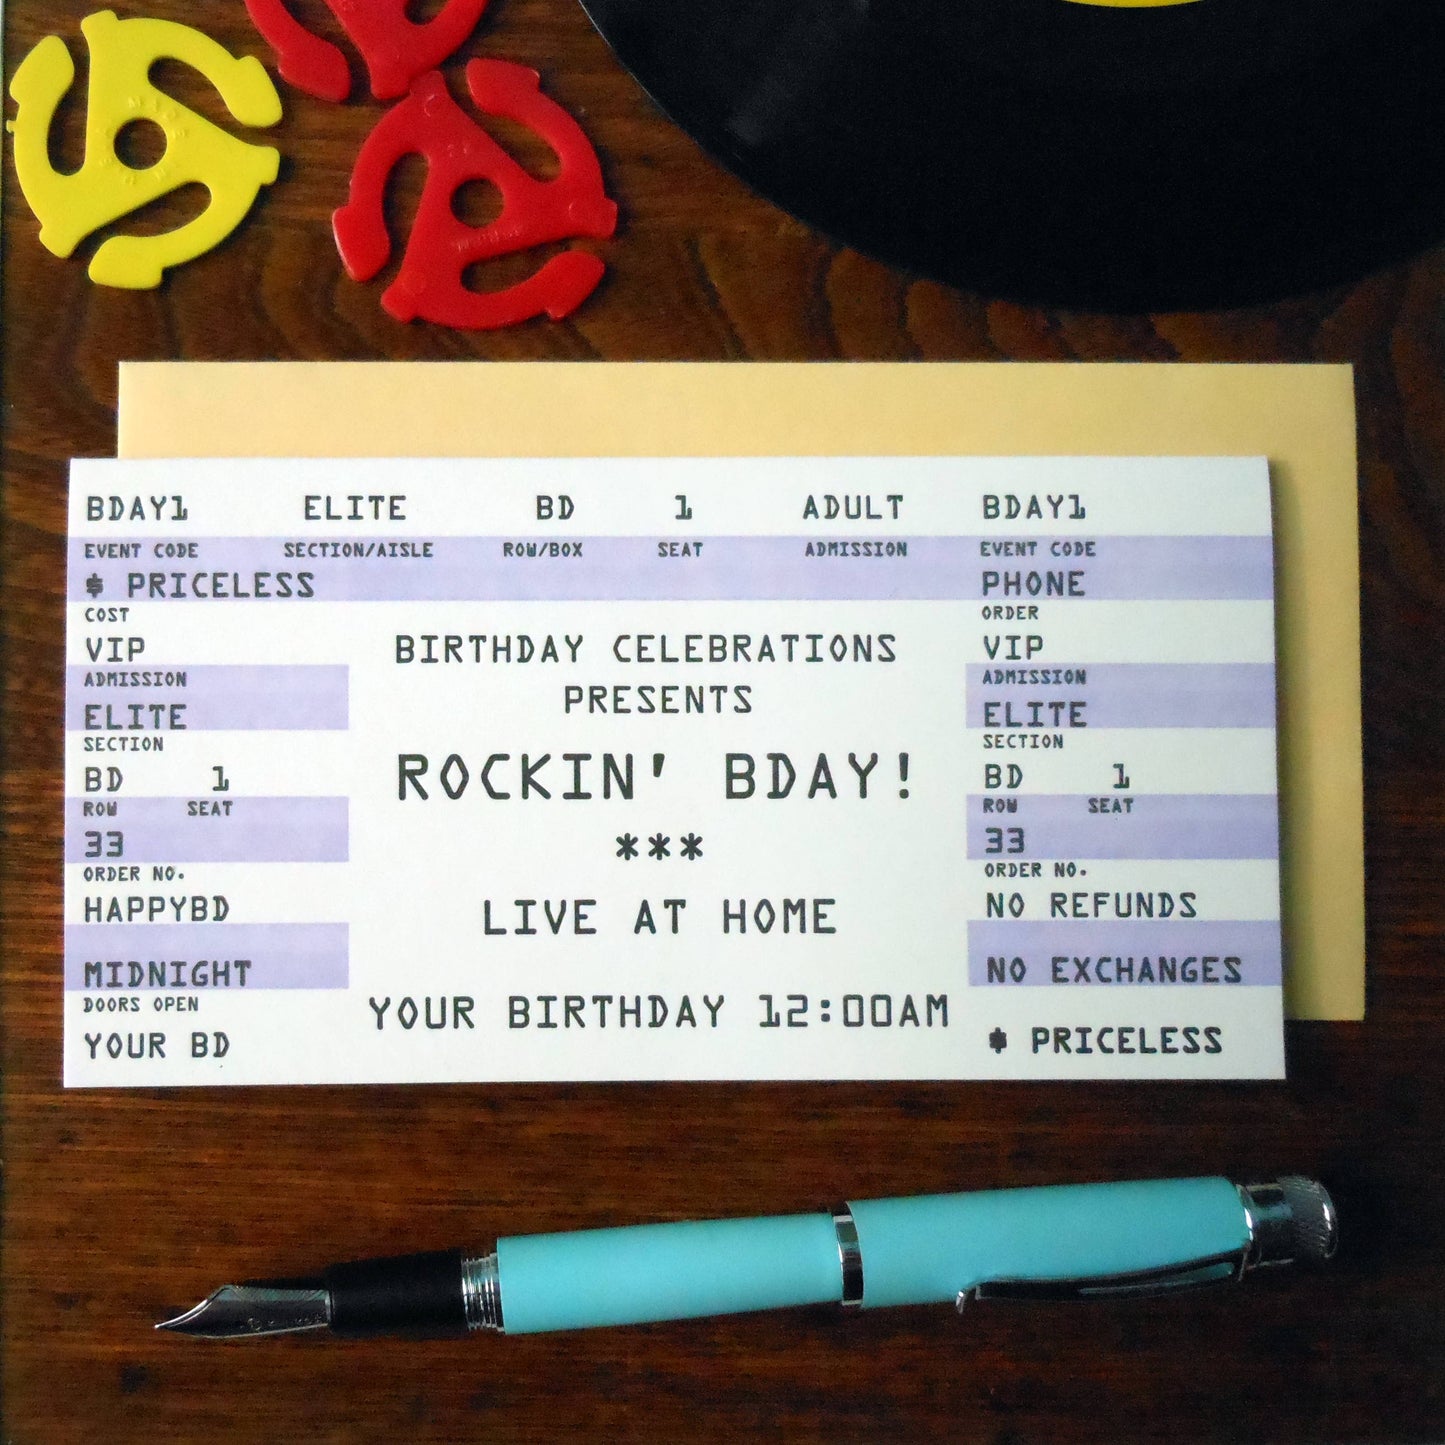 BDAY1 ELITE BD 1 ADULT BDAY1
EVENT CODE SECTION/AISLE ROW/BOX SEAT ADMISSION EVENT CODE
$ PRICELESS PHONE
COST ORDER
VIP BIRTHDAY CELEBRATIONS VIP
ADMISSION PRESENTS ADMISSION
ELITE ELITE
SECTION SECTION
BD 1 ROCKIN' BDAY! BD 1
ROW SEAT ROW SEAT
33 *** 33
ORDER NO. ORDER NO.
HAPPYBD LIVE AT HOME NO REFUNDS
MIDNIGHT NO EXCHANGES
DOORS OPEN YOUR BIRTHDAY 12:00AM
YOUR BD $ PRICELESS